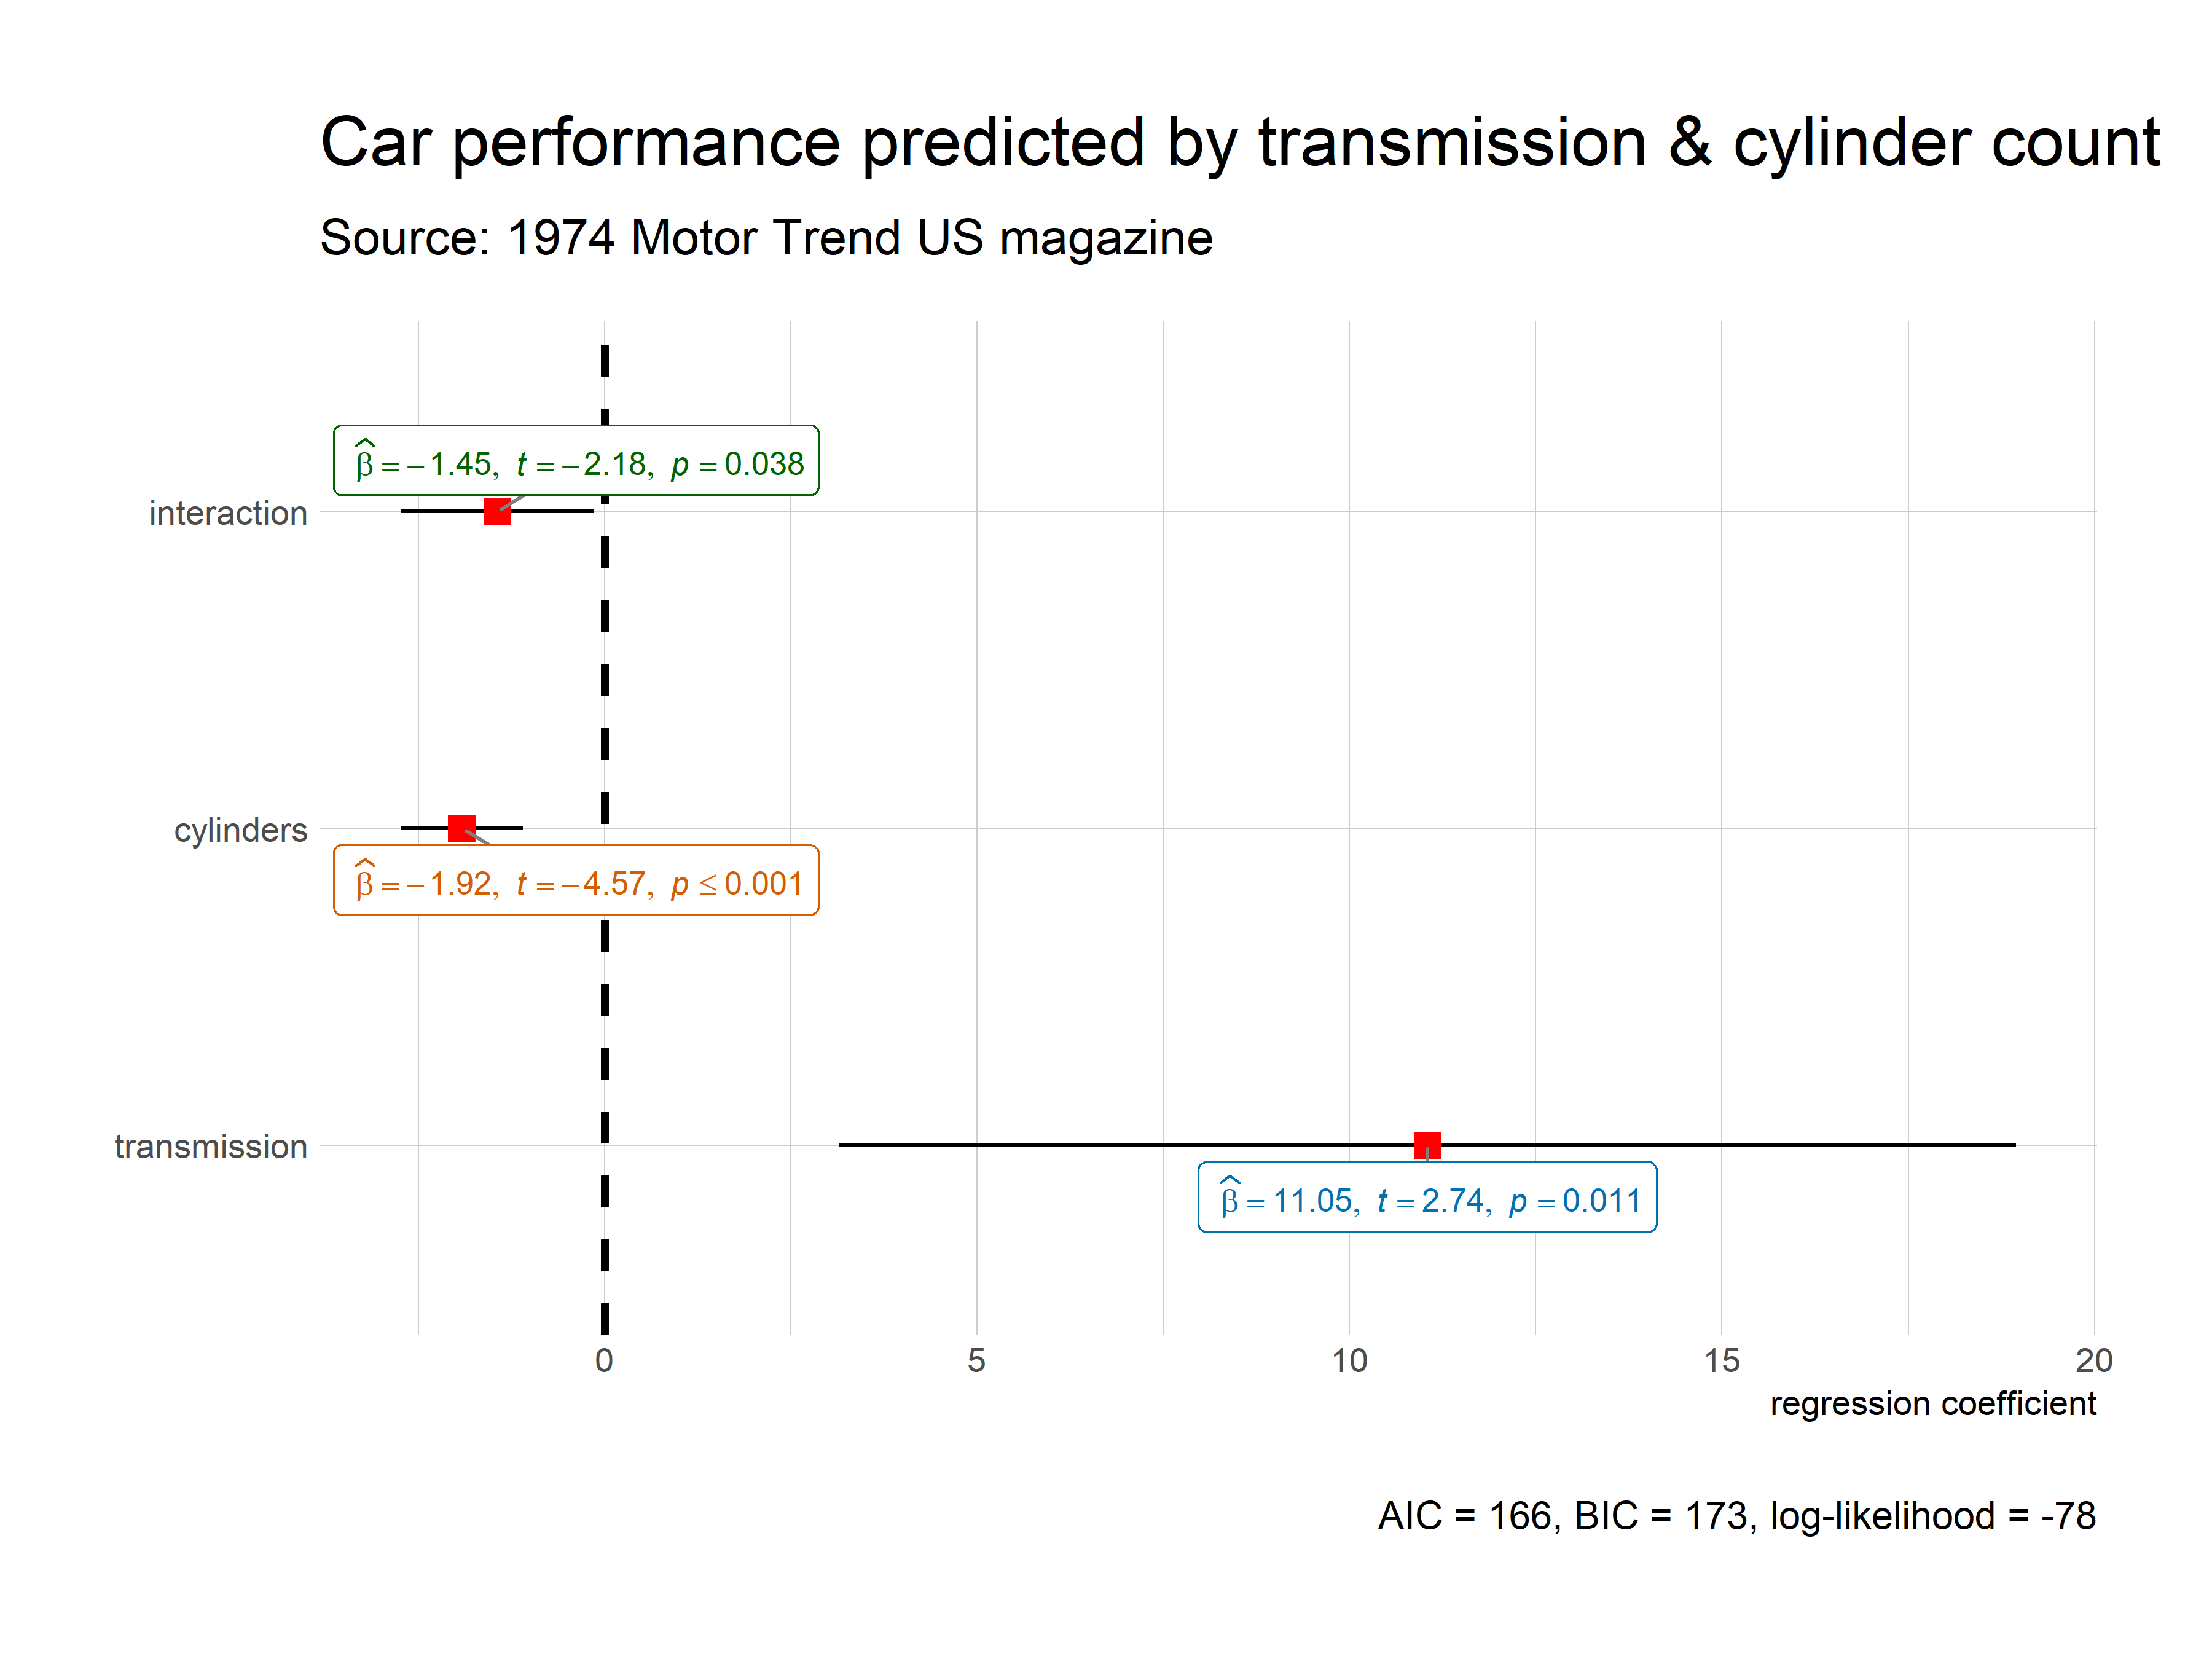 Car performance predicted by transmission & cylinder count
Source: 1974 Motor Trend US magazine
β̂ = −1.45, t = −2.18, p = 0.038
interaction
cylinders
β̂ = −1.92, t = −4.57, p ≤ 0.001
transmission
β̂ = 11.05, t = 2.74, p = 0.011
0 5 10 15 20
regression coefficient
AIC = 166, BIC = 173, log-likelihood = -78